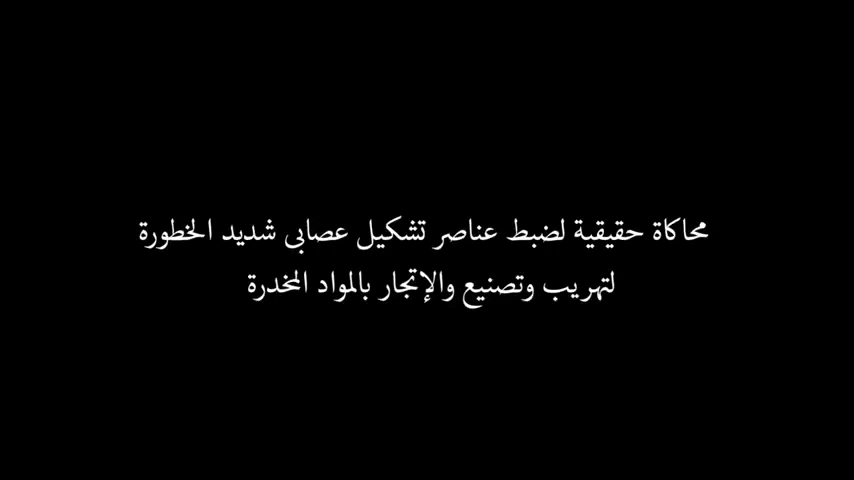 محاكاة حقيقية لضبط عناصر تشكيل عصابى شديد الخطورة
لتهريب وتصنيع والإتجار بالمواد المخدرة